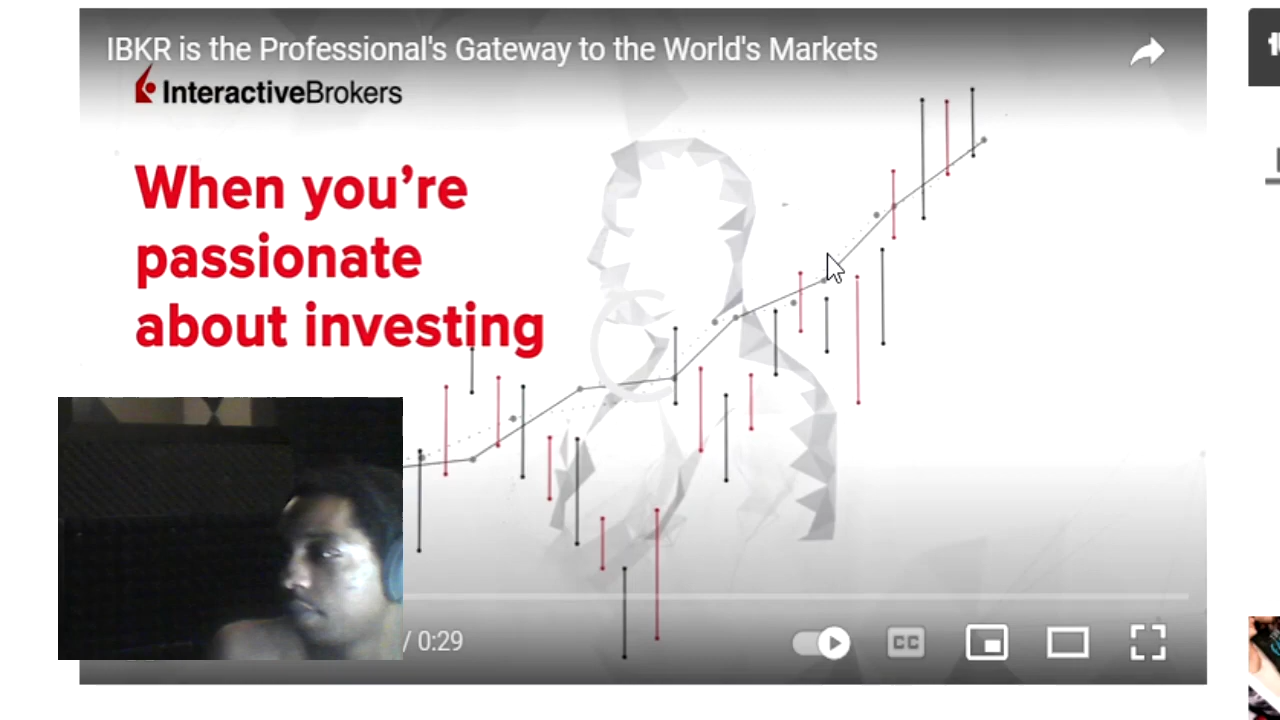 IBKR is the Professional's Gateway to the World's Markets
InteractiveBrokers
When you're
passionate
about investing
/ 0:29
CC